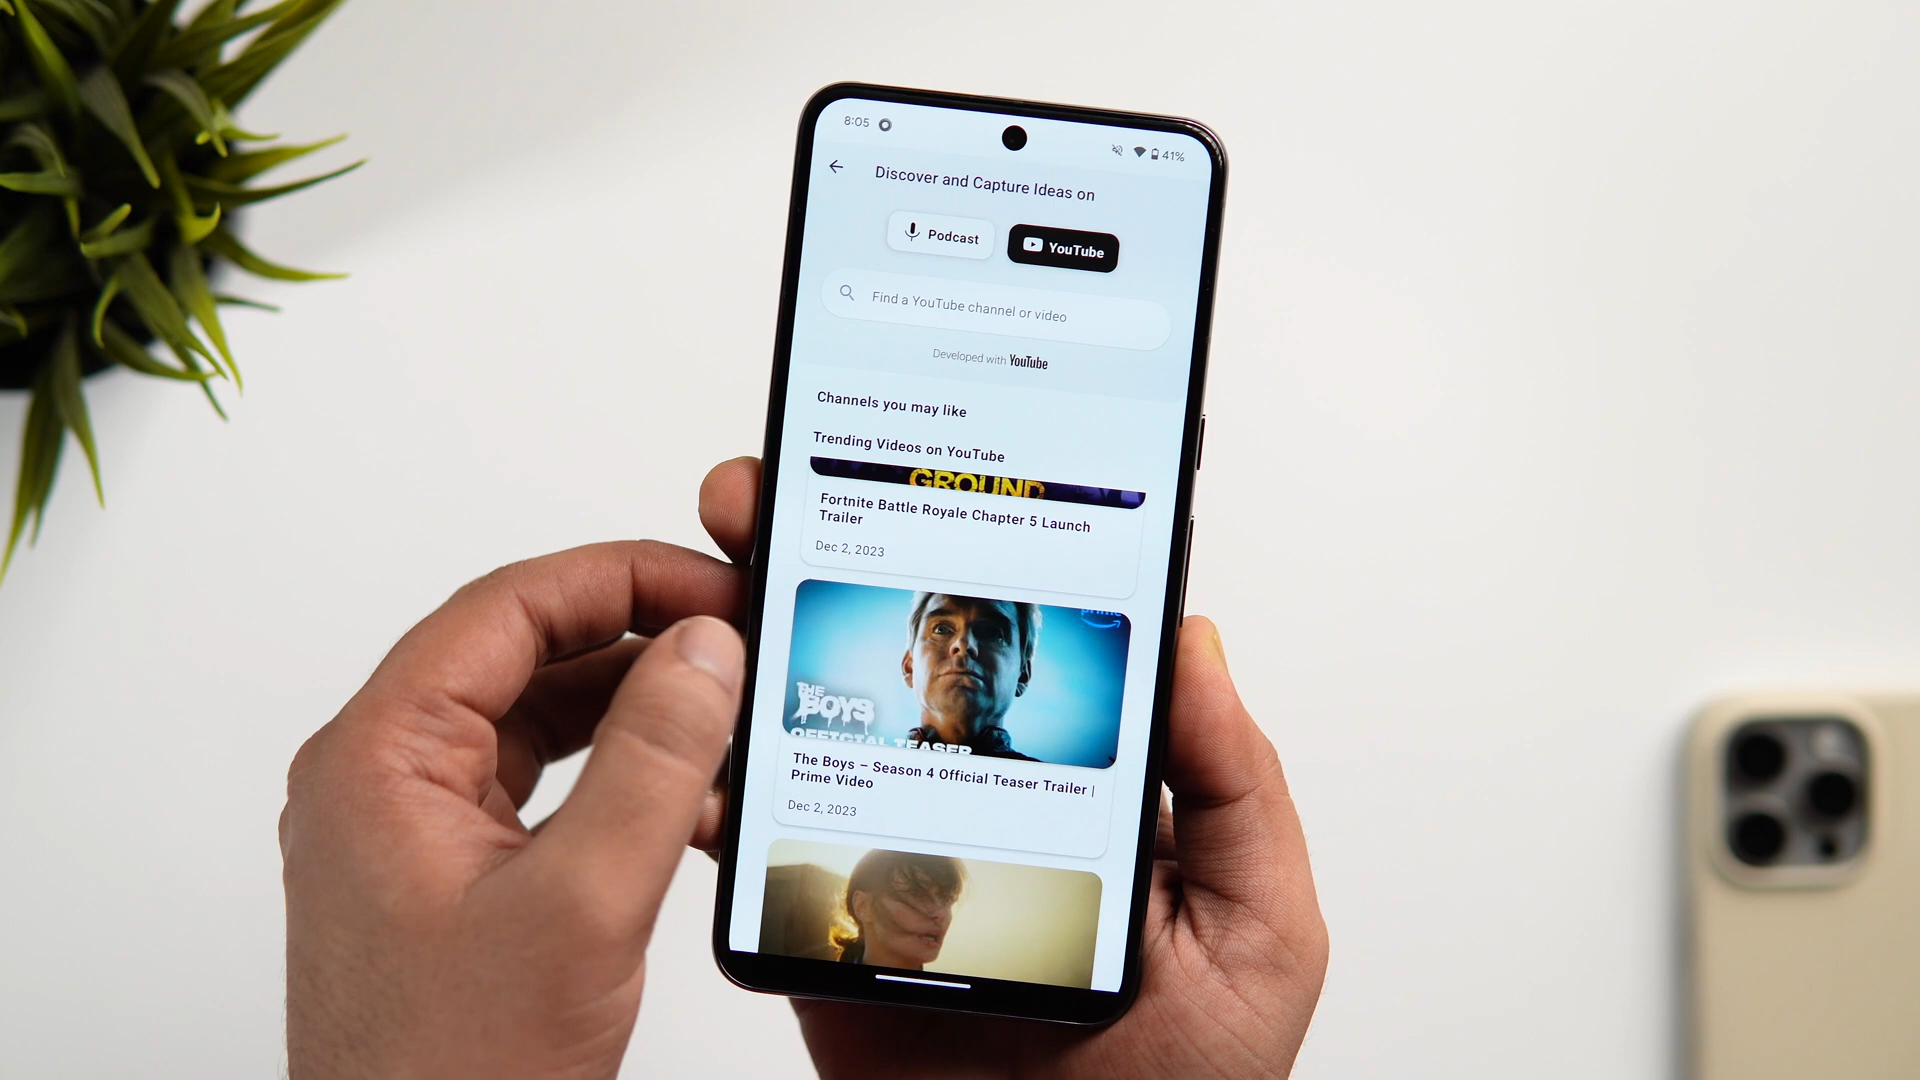 8:05
41%
Discover and Capture Ideas on
Podcast
YouTube
Find a YouTube channel or video
Developed with YouTube
Channels you may like
Trending Videos on YouTube
GROUND
Fortnite Battle Royale Chapter 5 Launch
Trailer
Dec 2, 2023
prime
THE
BOYS
OFFICIAL TEASER
The Boys – Season 4 Official Teaser Trailer |
Prime Video
Dec 2, 2023